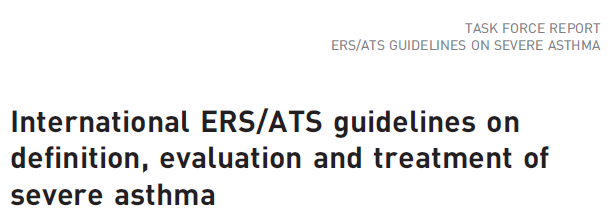 TASK FORCE REPORT
ERS/ATS GUIDELINES ON SEVERE ASTHMA
International ERS/ATS guidelines on
definition, evaluation and treatment of
severe asthma